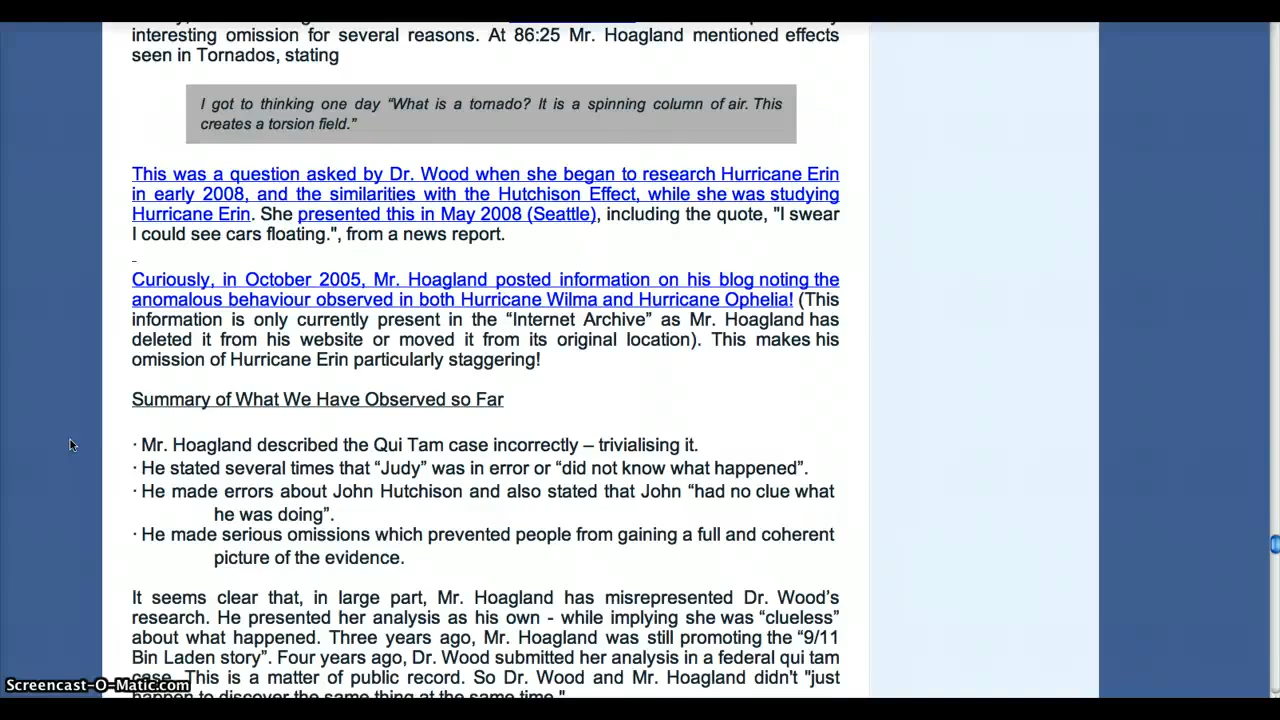 interesting omission for several reasons. At 86:25 Mr. Hoagland mentioned effects
seen in Tornados, stating
I got to thinking one day “What is a tornado? It is a spinning column of air. This
creates a torsion field.”
This was a question asked by Dr. Wood when she began to research Hurricane Erin
in early 2008, and the similarities with the Hutchison Effect, while she was studying
Hurricane Erin. She presented this in May 2008 (Seattle), including the quote, "I swear
I could see cars floating.", from a news report.
Curiously, in October 2005, Mr. Hoagland posted information on his blog noting the
anomalous behaviour observed in both Hurricane Wilma and Hurricane Ophelia! (This
information is only currently present in the “Internet Archive” as Mr. Hoagland has
deleted it from his website or moved it from its original location). This makes his
omission of Hurricane Erin particularly staggering!
Summary of What We Have Observed so Far
· Mr. Hoagland described the Qui Tam case incorrectly – trivialising it.
· He stated several times that “Judy” was in error or “did not know what happened”.
· He made errors about John Hutchison and also stated that John “had no clue what
he was doing”.
· He made serious omissions which prevented people from gaining a full and coherent
picture of the evidence.
It seems clear that, in large part, Mr. Hoagland has misrepresented Dr. Wood’s
research. He presented her analysis as his own - while implying she was “clueless”
about what happened. Three years ago, Mr. Hoagland was still promoting the “9/11
Bin Laden story”. Four years ago, Dr. Wood submitted her analysis in a federal qui tam
case. This is a matter of public record. So Dr. Wood and Mr. Hoagland didn't "just
happen to discover the same thing at the same time."
Screencast-O-Matic.com